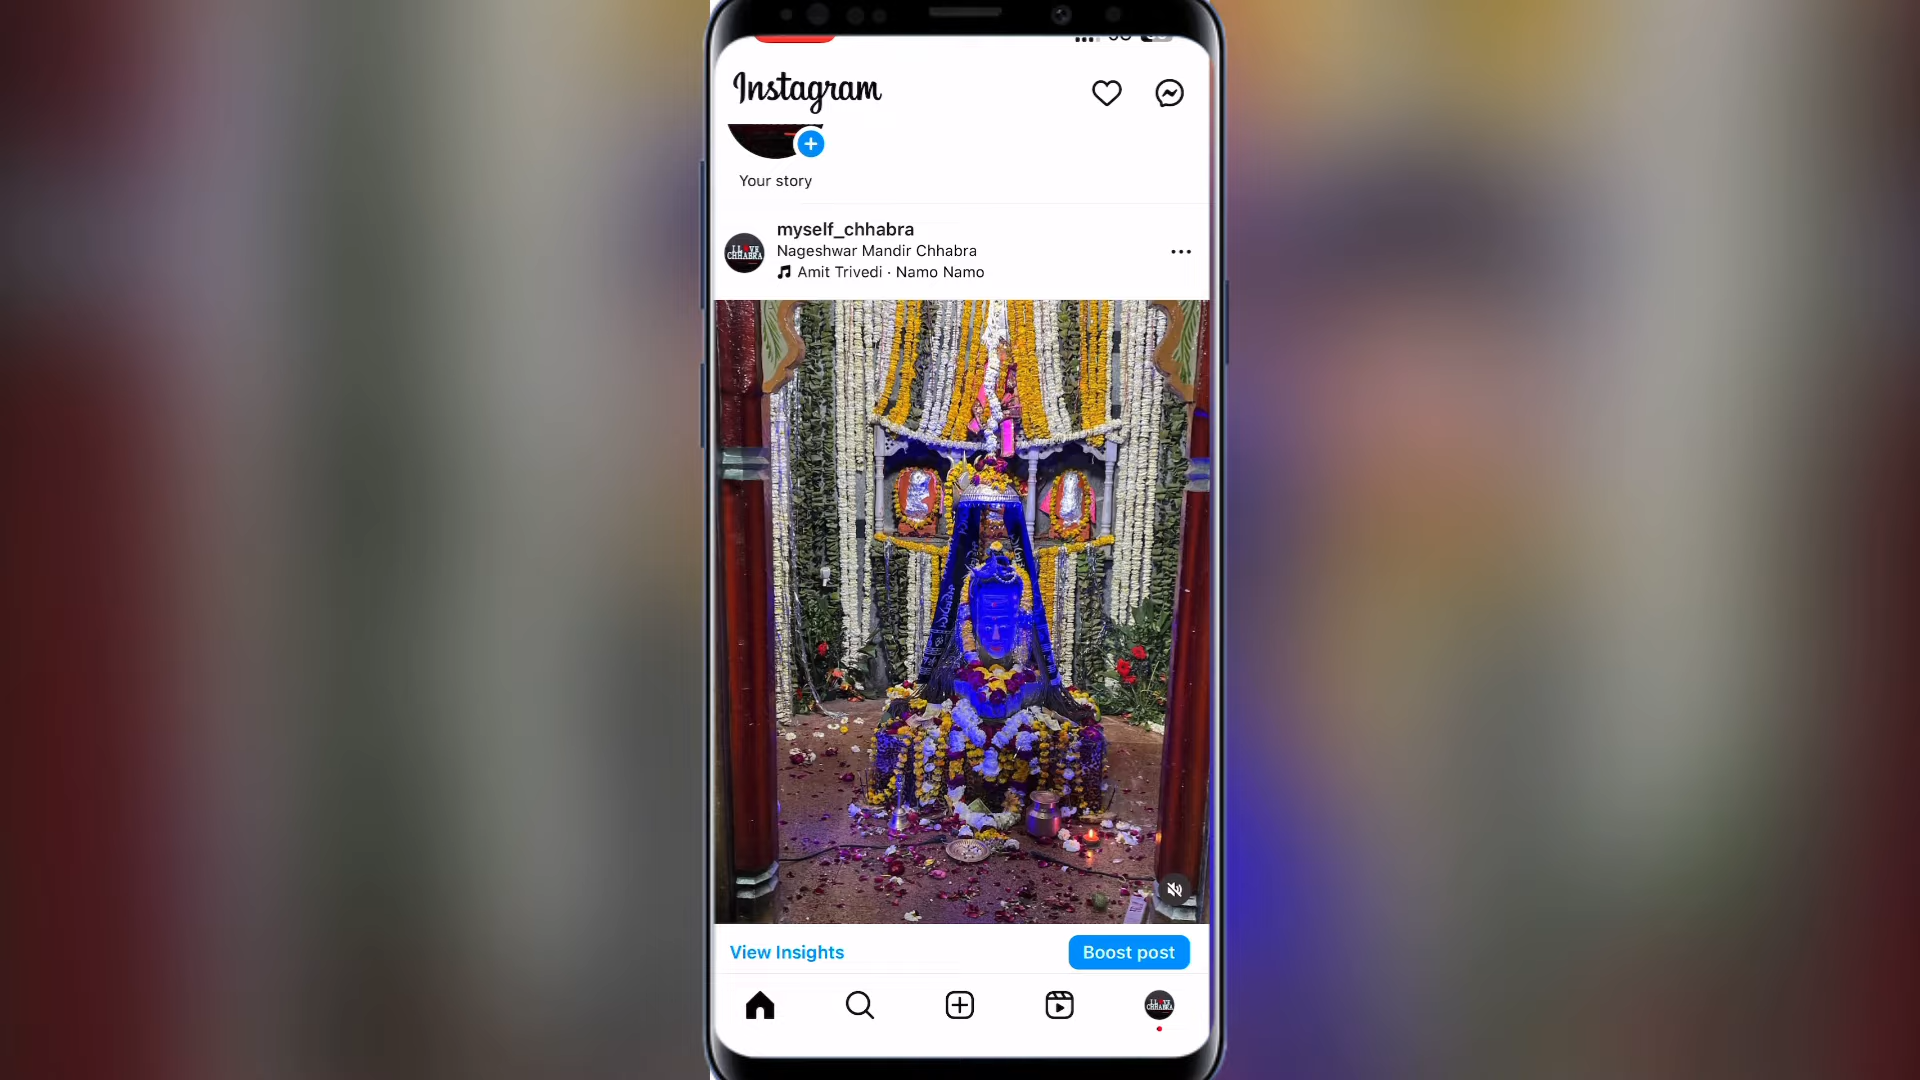 Instagram
Your story
myself_chhabra
Nageshwar Mandir Chhabra
Amit Trivedi · Namo Namo
View Insights
Boost post